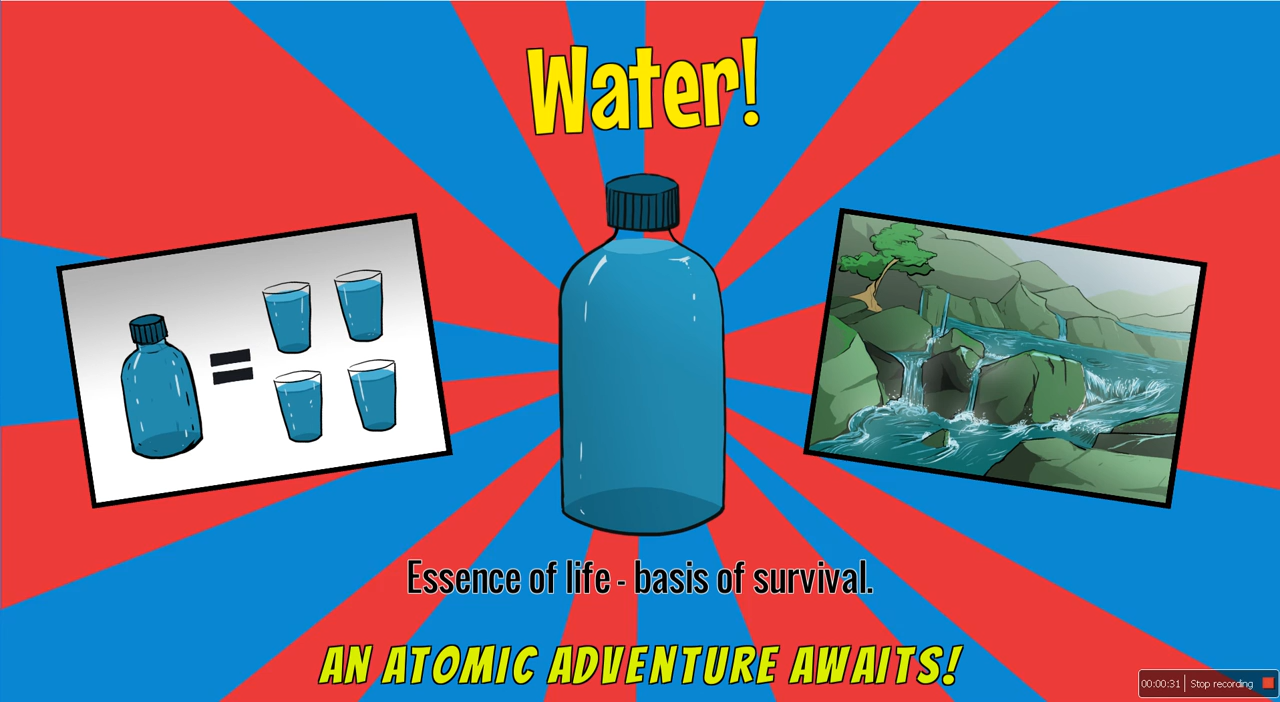 Water!
Essence of life - basis of survival.
AN ATOMIC ADVENTURE AWAITS!
00:00:31 Stop recording